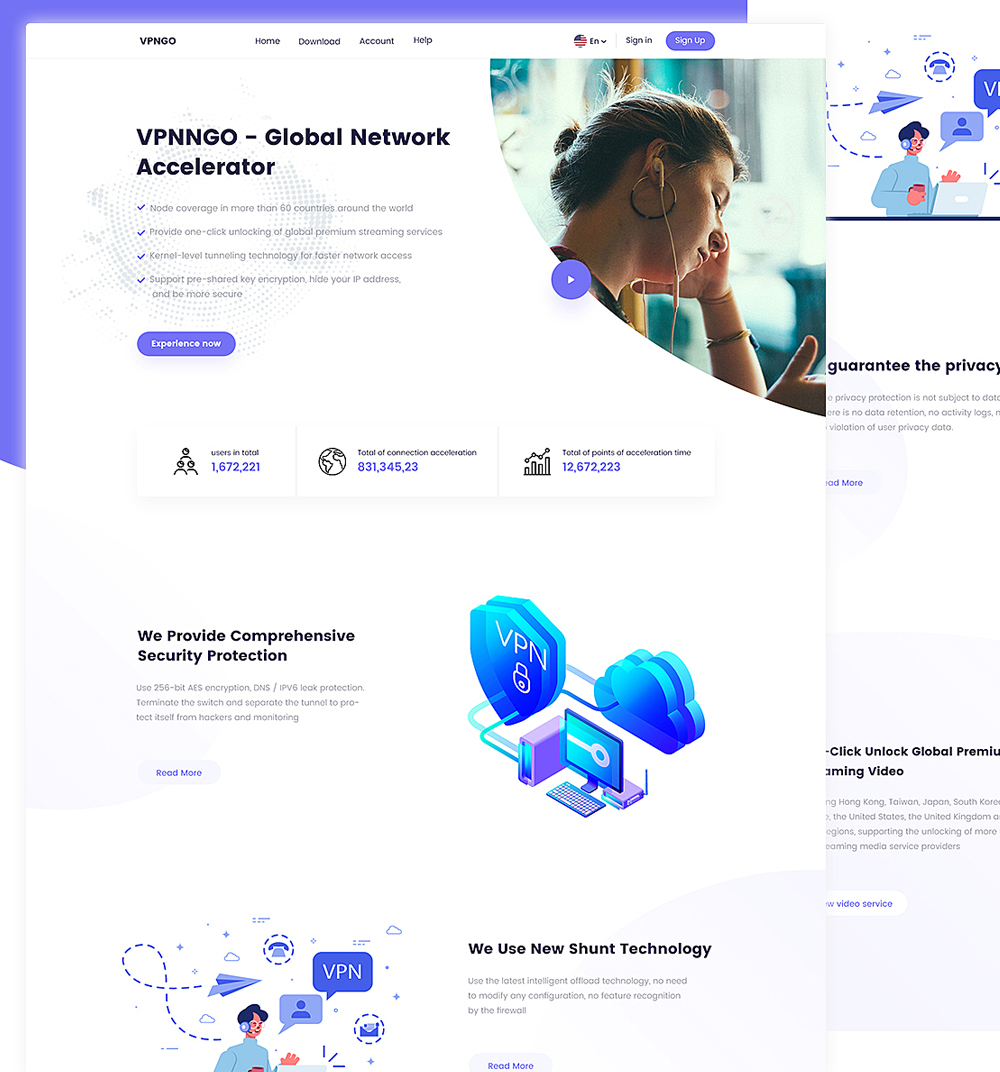 VPNGO
Home Download Account Help
En Sign in Sign Up
VPNNGO - Global Network
Accelerator
Node coverage in more than 60 countries around the world
Provide one-click unlocking of global premium streaming services
Kernel-level tunneling technology for faster network access
Support pre-shared key encryption, hide your IP address,
and be more secure
Experience now
users in total
1,672,221
Total of connection acceleration
831,345,23
Total of points of acceleration time
12,672,223
We Provide Comprehensive
Security Protection
Use 256-bit AES encryption, DNS / IPV6 leak protection.
Terminate the switch and separate the tunnel to pro-
tect itself from hackers and monitoring
Read More
VPN
We Use New Shunt Technology
Use the latest intelligent offload technology, no need
to modify any configuration, no feature recognition
by the firewall
Read More
VPN
guarantee the privacy
privacy protection is not subject to data
ere is no data retention, no activity logs, n
violation of user privacy data.
ad More
-Click Unlock Global Premiu
aming Video
ng Hong Kong, Taiwan, Japan, South Korea
, the United States, the United Kingdom a
egions, supporting the unlocking of more
eaming media service providers
w video service